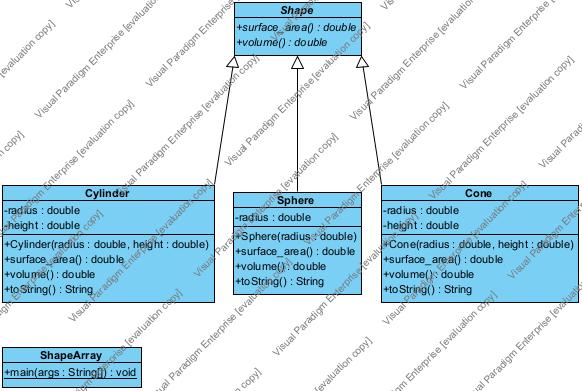 Shape
+surface_area() : double
+volume() : double
Cylinder
-radius : double
-height : double
+Cylinder(radius : double, height : double)
+surface_area() : double
+volume() : double
+toString() : String
Sphere
-radius : double
+Sphere(radius : double)
+surface_area() : double
+volume() : double
+toString() : String
Cone
-radius : double
-height : double
+Cone(radius : double, height : double)
+surface_area() : double
+volume() : double
+toString() : String
ShapeArray
+main(args : String[]) : void
Visual Paradigm Enterprise [evaluation copy]